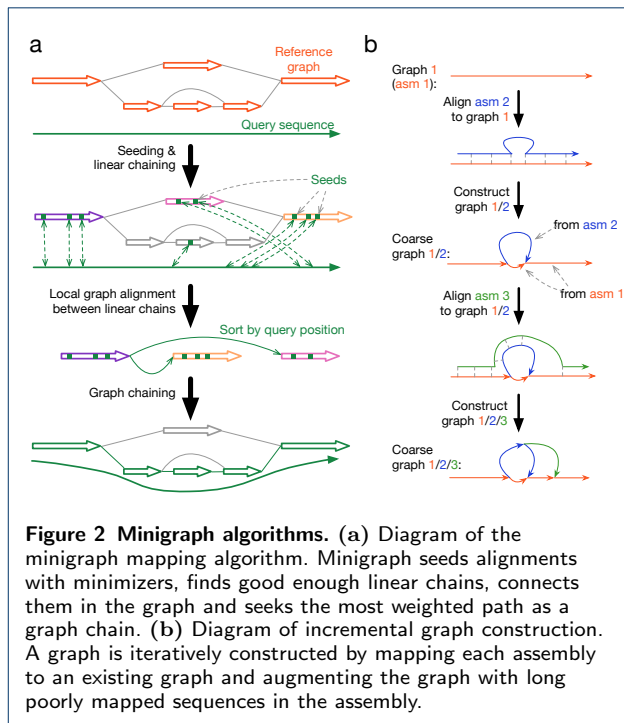 a
Reference
graph
Query sequence
Seeding &
linear chaining
Seeds
Local graph alignment
between linear chains
Sort by query position
Graph chaining
b
Graph 1
(asm 1):
Align asm 2
to graph 1
Construct
graph 1/2
from asm 2
Coarse
graph 1/2:
from asm 1
Align asm 3
to graph 1/2
Construct
graph 1/2/3
Coarse
graph 1/2/3:
Figure 2 Minigraph algorithms. (a) Diagram of the
minigraph mapping algorithm. Minigraph seeds alignments
with minimizers, finds good enough linear chains, connects
them in the graph and seeks the most weighted path as a
graph chain. (b) Diagram of incremental graph construction.
A graph is iteratively constructed by mapping each assembly
to an existing graph and augmenting the graph with long
poorly mapped sequences in the assembly.